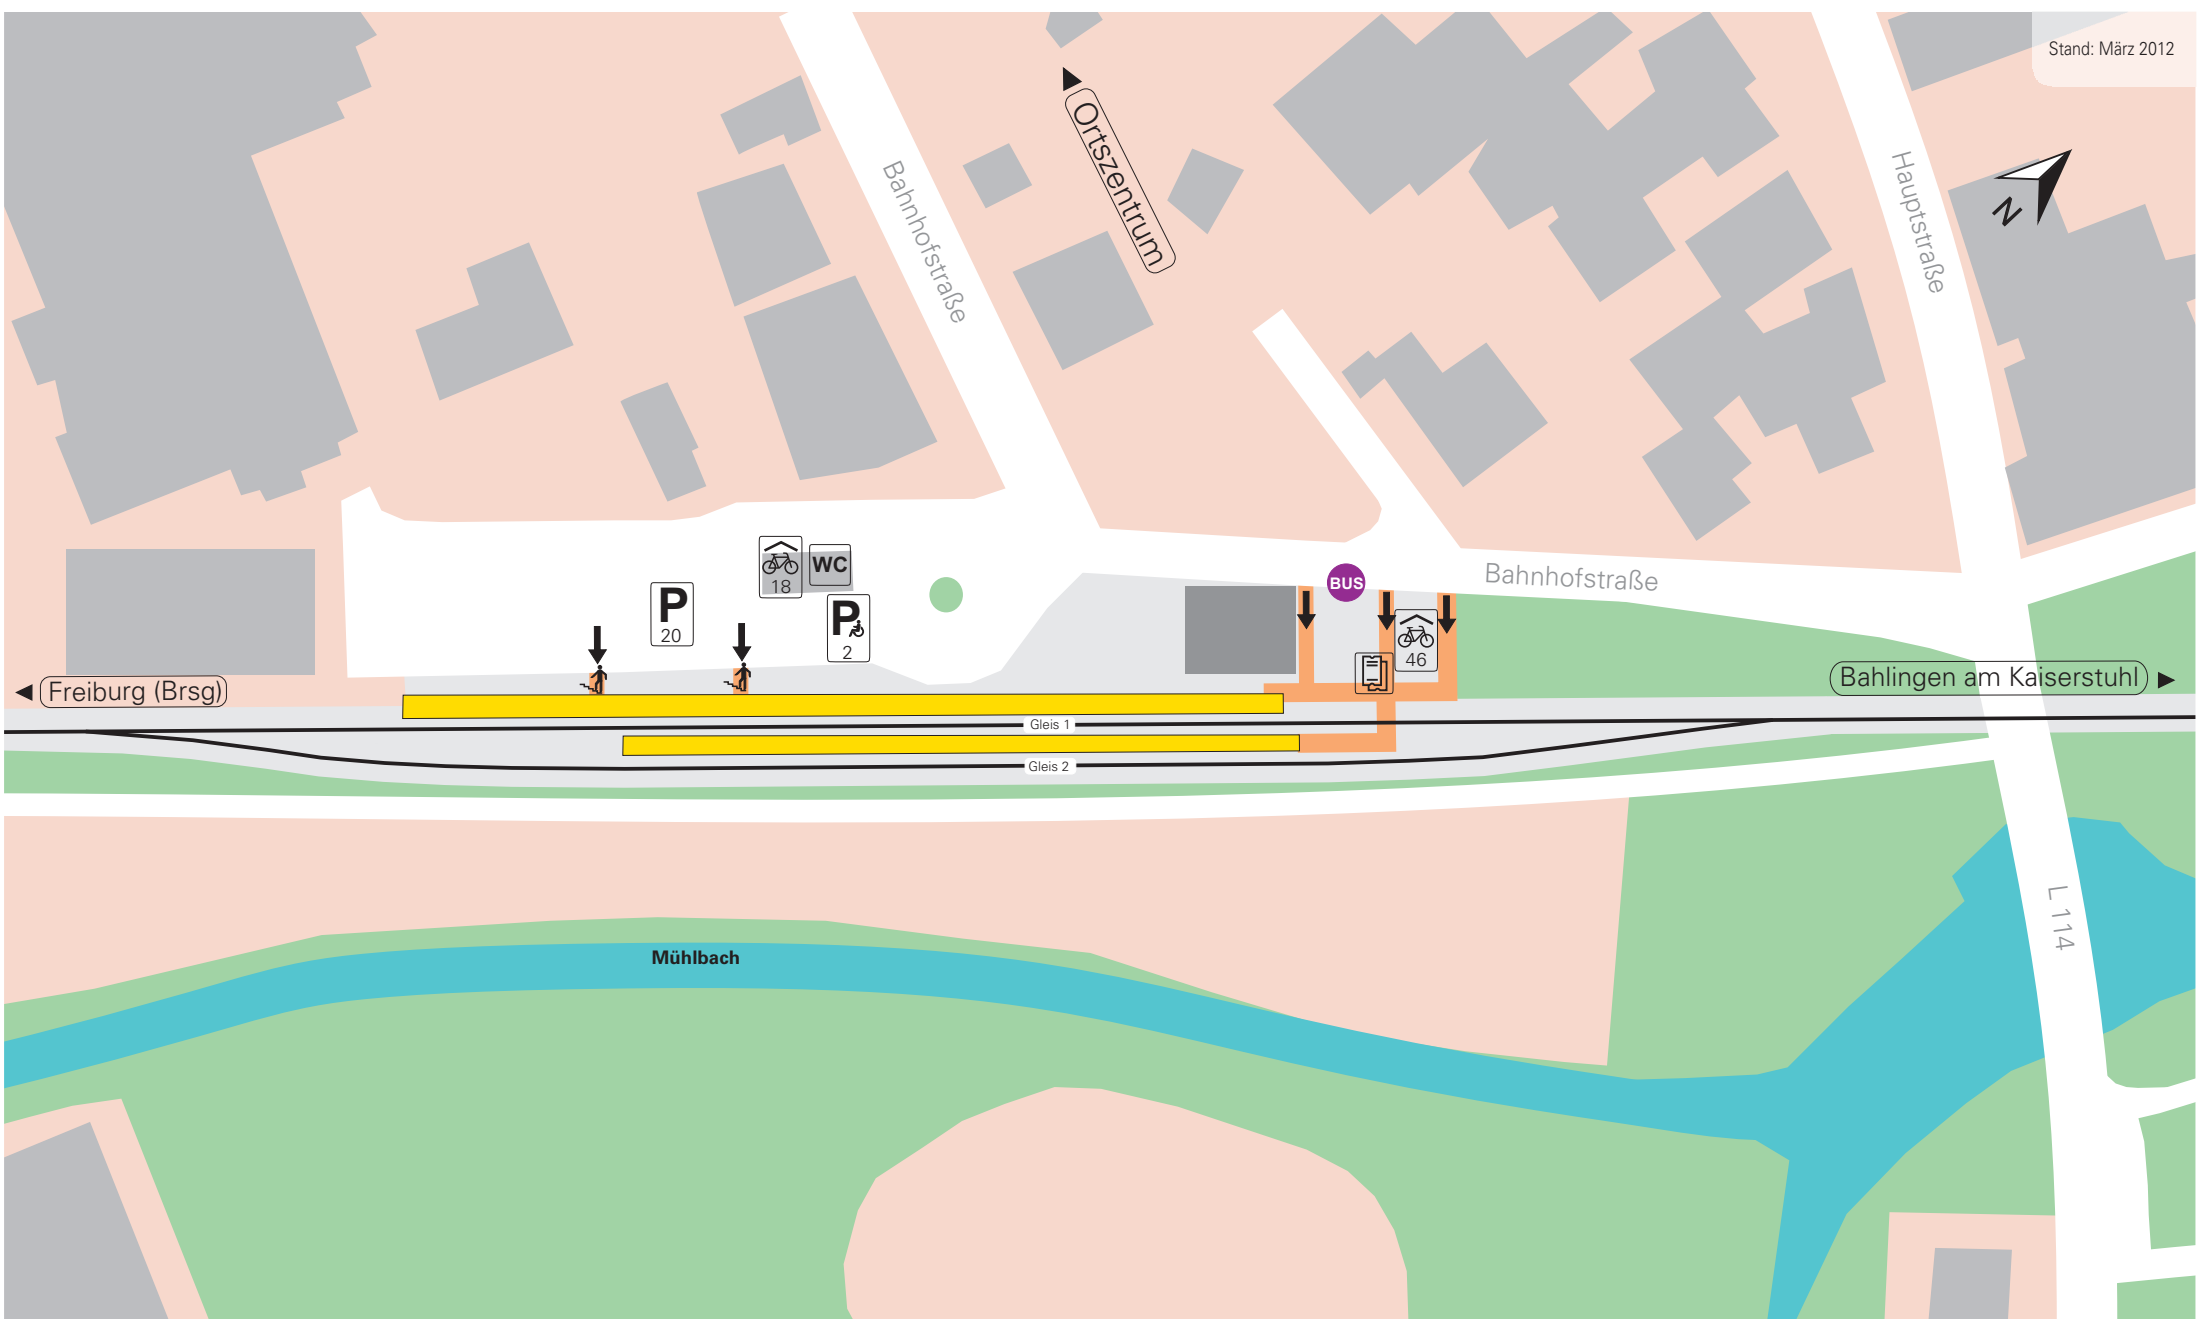 Stand: März 2012
Ortszentrum
Bahnhofstraße
Hauptstraße
N
WC
18
BUS
Bahnhofstraße
P
20
P
2
46
Freiburg (Brsg)
Bahlingen am Kaiserstuhl
Gleis 1
Gleis 2
L 114
Mühlbach